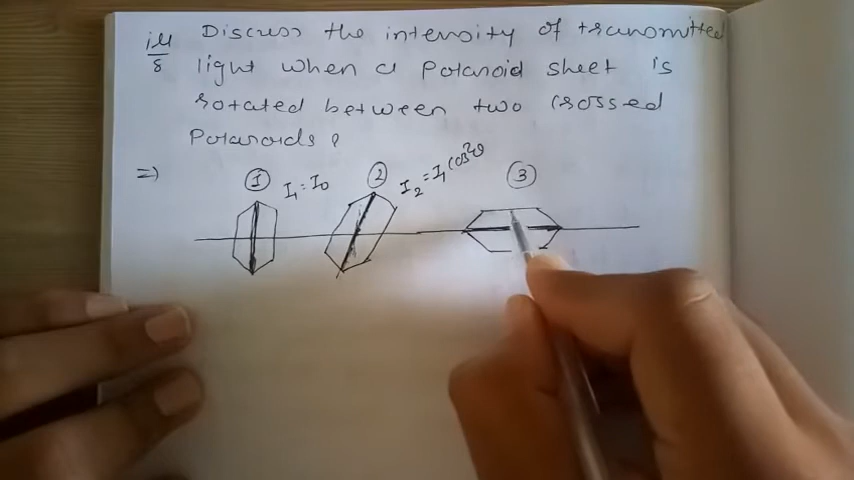 ill/8 Discuss the intensity of transmitted
light when a Polaroid sheet is
rotated between two crossed
Polaroids?
=) ① I₁ = I₀ ② I₂ = I₁ cos²θ ③